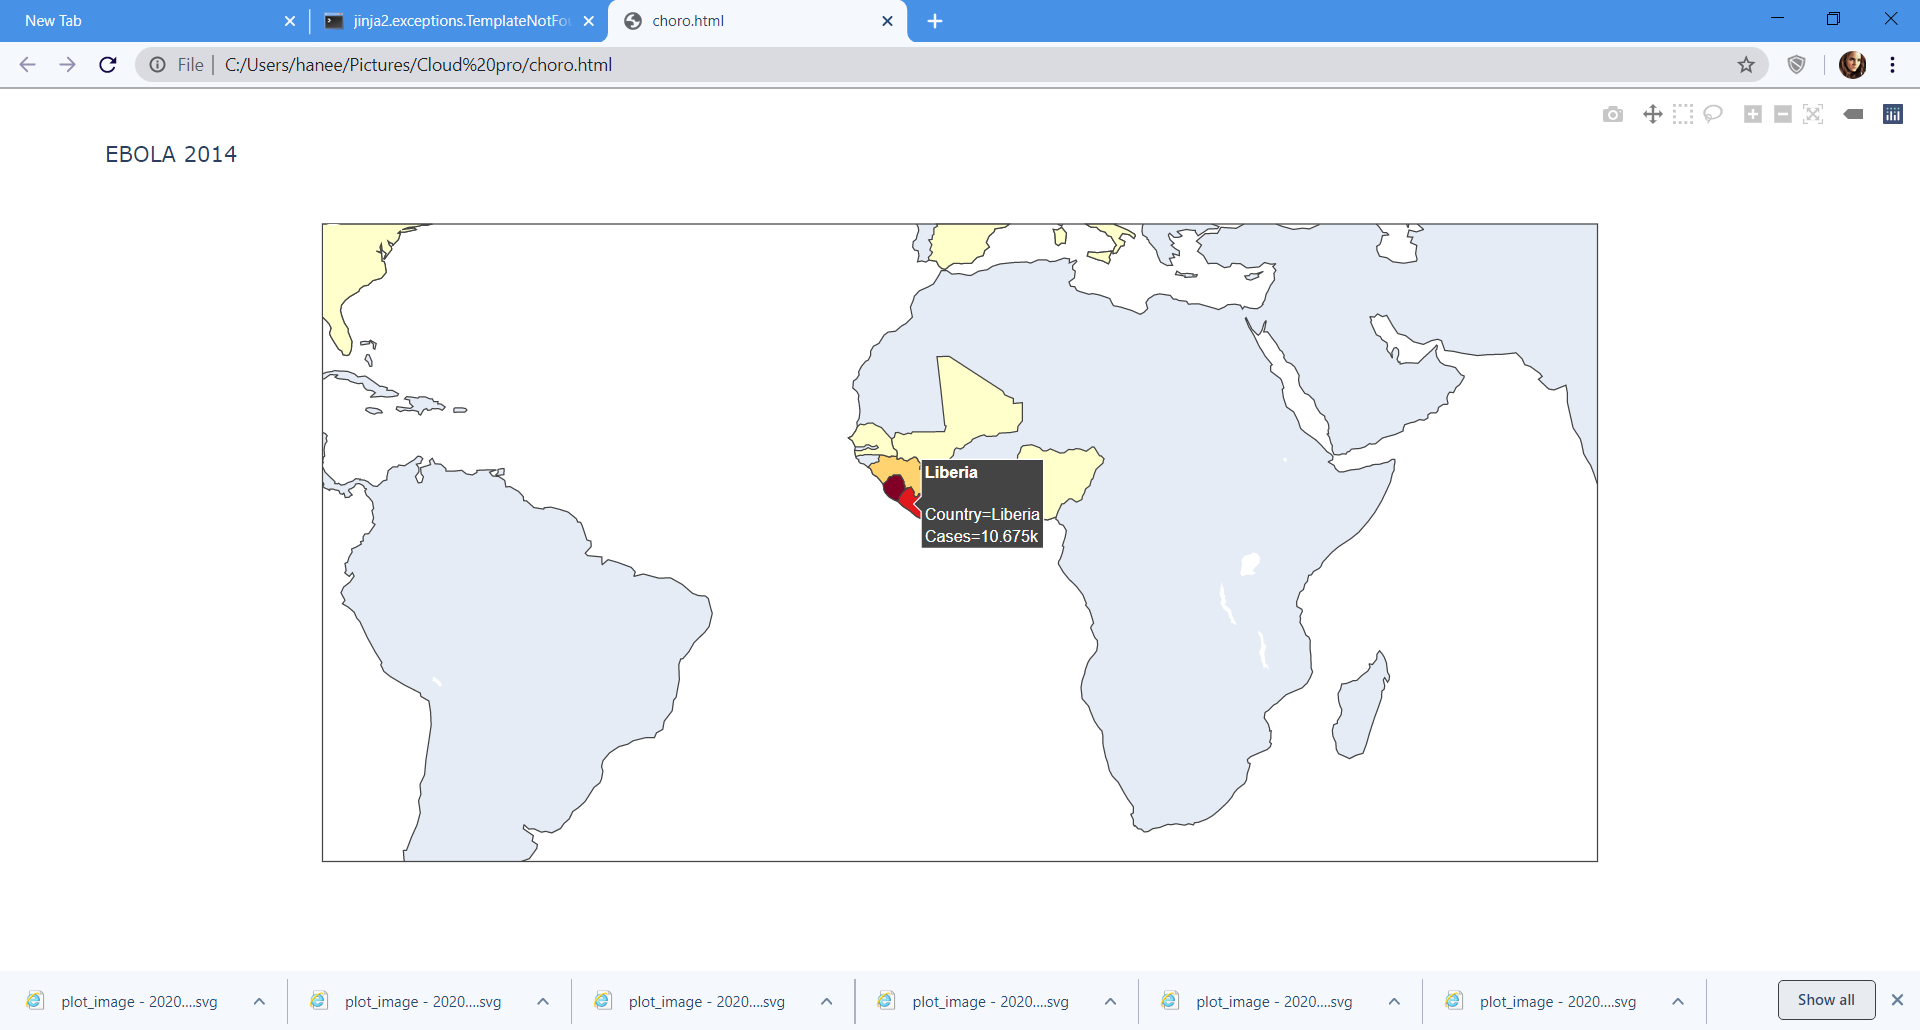 New Tab
jinja2.exceptions.TemplateNotFou
choro.html
File
C:/Users/hanee/Pictures/Cloud%20pro/choro.html
EBOLA 2014
Liberia
Country=Liberia
Cases=10.675k
plot_image - 2020....svg
plot_image - 2020....svg
plot_image - 2020....svg
plot_image - 2020....svg
plot_image - 2020....svg
plot_image - 2020....svg
Show all